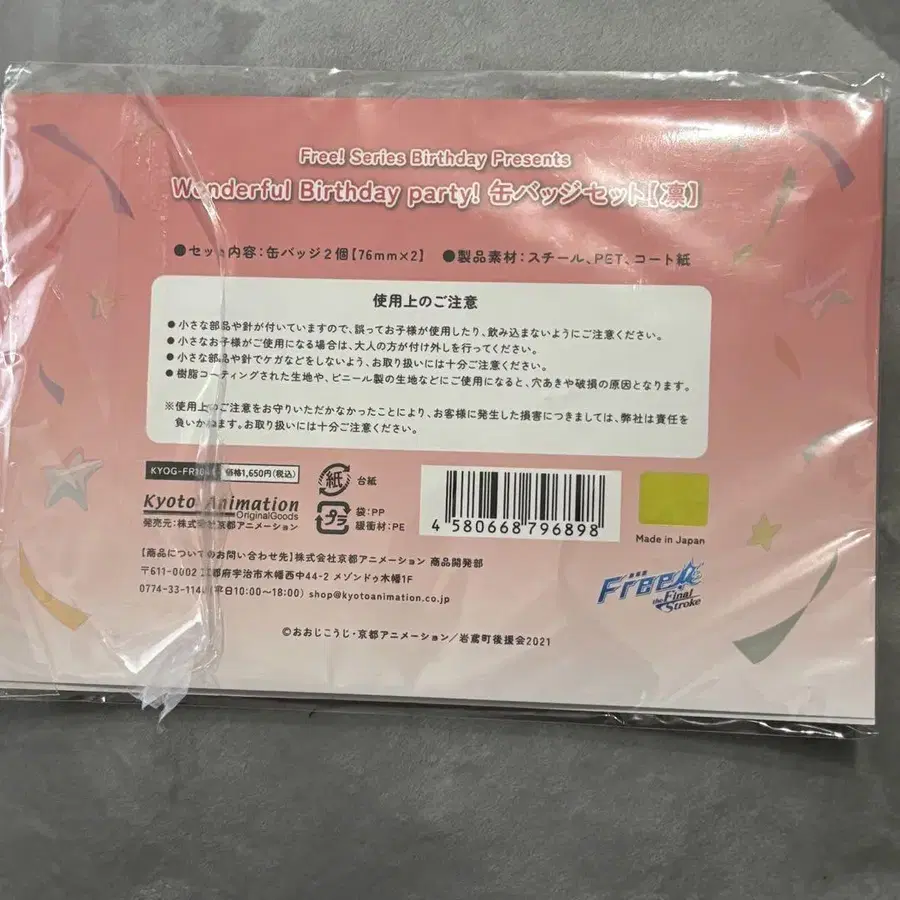 Free! Series Birthday Presents
Wonderful Birthday party! 缶バッジセット【凛】
●セット内容:缶バッジ2個【76mm×2】 ●製品素材:スチール、PET、コート紙
使用上のご注意
●小さな部品や針が付いていますので、誤ってお子様が使用したり、飲み込まないようにご注意ください。
●小さなお子様がご使用になる場合は、大人の方が付け外しを行ってください。
●小さな部品や針でケガなどをしないよう、お取り扱いには十分ご注意ください。
●樹脂コーティングされた生地や、ビニール製の生地などにご使用になると、穴あきや破損の原因となります。
※使用上のご注意をお守りいただかなかったことにより、お客様に発生した損害につきましては、弊社は責任を
負いかねます。お取り扱いには十分ご注意ください。
価格1,650円(税込)
Kyoto Animation
OriginalGoods
発売元:株式会社京都アニメーション
紙 台紙
プラ 袋:PP
緩衝材:PE
4 580668 796898
Made in Japan
【商品についてのお問い合わせ先】株式会社京都アニメーション 商品開発部
〒611-0002 京都府宇治市木幡西中44-2 メゾンドゥ木幡1F
(平日10:00~18:00) shop@kyotoanimation.co.jp
劇場版
Free!
the Final
Stroke
©おおじこうじ・京都アニメーション/岩鳶町後援会2021